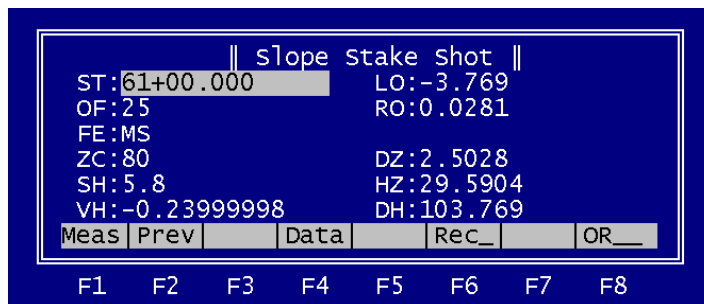 ‖ Slope Stake Shot ‖
ST:61+00.000 LO:-3.769
OF:25 RO:0.0281
FE:MS
ZC:80 DZ:2.5028
SH:5.8 HZ:29.5904
VH:-0.23999998 DH:103.769
Meas|Prev| |Data| |Rec_| |OR__
F1 F2 F3 F4 F5 F6 F7 F8